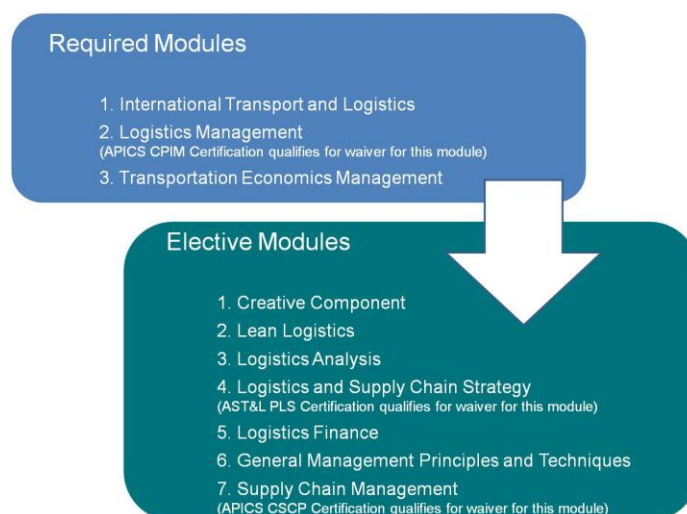 Required Modules
1. International Transport and Logistics
2. Logistics Management
(APICS CPIM Certification qualifies for waiver for this module)
3. Transportation Economics Management
Elective Modules
1. Creative Component
2. Lean Logistics
3. Logistics Analysis
4. Logistics and Supply Chain Strategy
(AST&L PLS Certification qualifies for waiver for this module)
5. Logistics Finance
6. General Management Principles and Techniques
7. Supply Chain Management
(APICS CSCP Certification qualifies for waiver for this module)